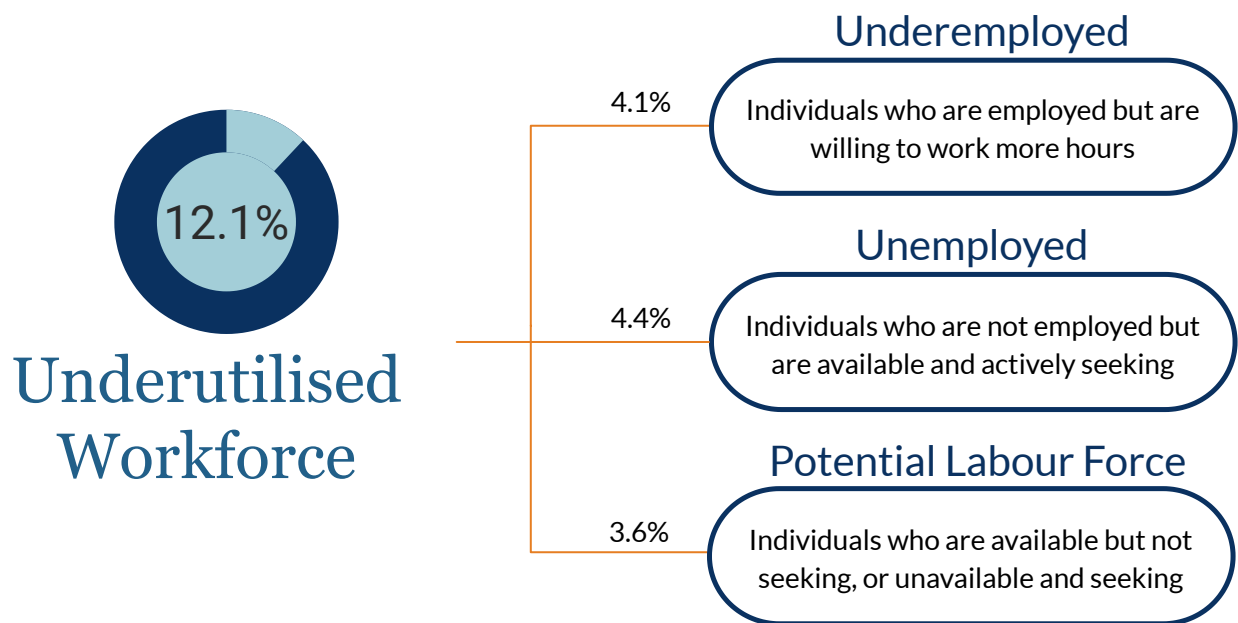 12.1%
Underutilised
Workforce
4.1%
Underemployed
Individuals who are employed but are
willing to work more hours
4.4%
Unemployed
Individuals who are not employed but
are available and actively seeking
3.6%
Potential Labour Force
Individuals who are available but not
seeking, or unavailable and seeking